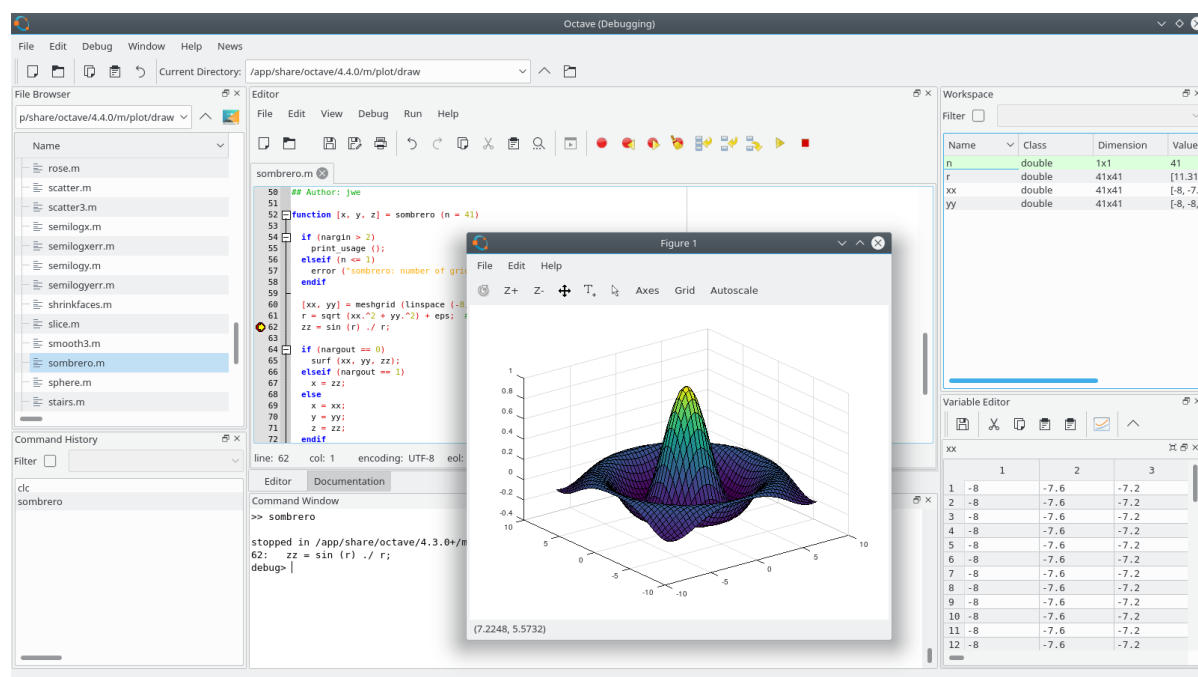 Octave (Debugging)
File Edit Debug Window Help News
Current Directory: /app/share/octave/4.4.0/m/plot/draw
File Browser
p/share/octave/4.4.0/m/plot/draw
Name
rose.m
scatter.m
scatter3.m
semilogx.m
semilogxerr.m
semilogy.m
semilogyerr.m
shrinkfaces.m
slice.m
smooth3.m
sombrero.m
sphere.m
stairs.m
Command History
Filter
clc
sombrero
Editor
File Edit View Debug Run Help
sombrero.m
50 ## Author: jwe
51
52 function [x, y, z] = sombrero (n = 41)
53
54 if (nargin > 2)
55 print_usage ();
56 elseif (n <= 1)
57 error ("sombrero: number of gri
58 endif
59
60 [xx, yy] = meshgrid (linspace (-8
61 r = sqrt (xx.^2 + yy.^2) + eps; #
62 zz = sin (r) ./ r;
63
64 if (nargout == 0)
65 surf (xx, yy, zz);
66 elseif (nargout == 1)
67 x = zz;
68 else
69 x = xx;
70 y = yy;
71 z = zz;
72 endif
line: 62 col: 1 encoding: UTF-8 eol:
Editor Documentation
Command Window
>> sombrero
stopped in /app/share/octave/4.3.0+/m
62: zz = sin (r) ./ r;
debug>
Figure 1
File Edit Help
Z+ Z- T Axes Grid Autoscale
1
0.8
0.6
0.4
0.2
0
-0.2
-0.4
10
5
0
-5
-10
-10
-5
0
5
10
(7.2248, 5.5732)
Workspace
Filter
Name Class Dimension Value
n double 1x1 41
r double 41x41 [11.31
xx double 41x41 [-8, -7.
yy double 41x41 [-8, -8,
Variable Editor
xx
1 2 3
1 -8 -7.6 -7.2
2 -8 -7.6 -7.2
3 -8 -7.6 -7.2
4 -8 -7.6 -7.2
5 -8 -7.6 -7.2
6 -8 -7.6 -7.2
7 -8 -7.6 -7.2
8 -8 -7.6 -7.2
9 -8 -7.6 -7.2
10 -8 -7.6 -7.2
11 -8 -7.6 -7.2
12 -8 -7.6 -7.2